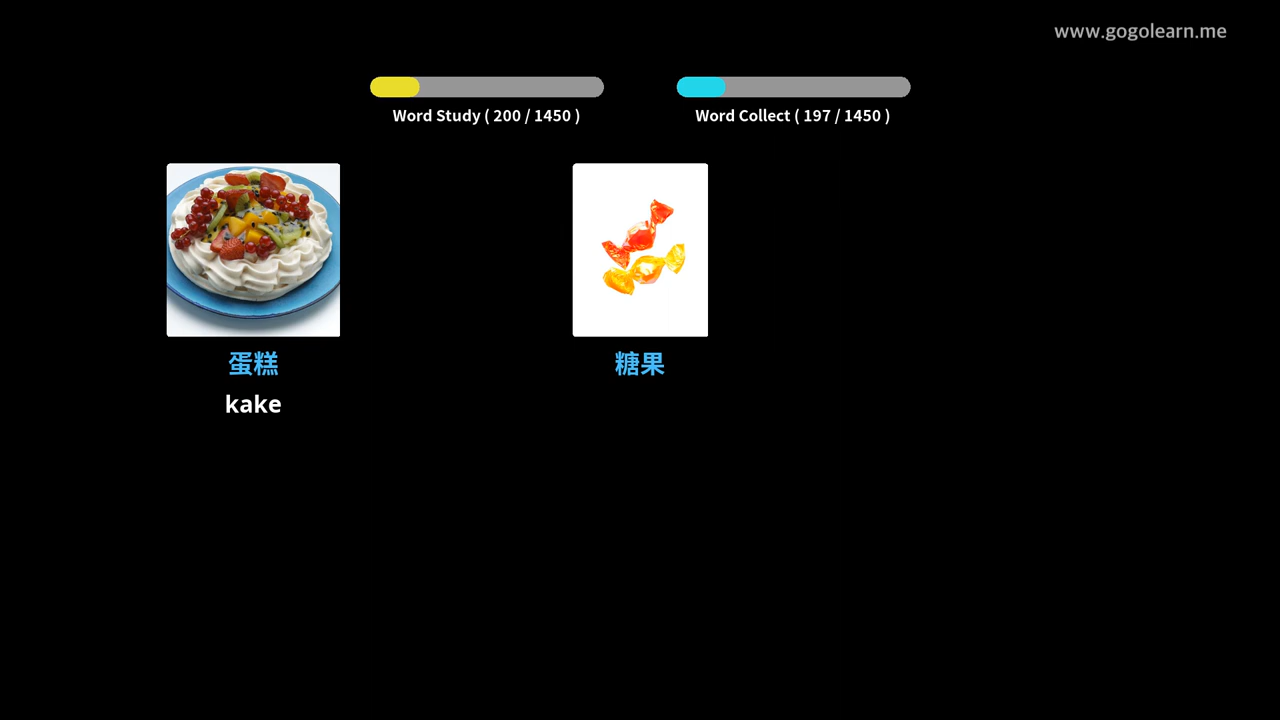 www.gogolearn.me
Word Study ( 200 / 1450 )
Word Collect ( 197 / 1450 )
蛋糕
糖果
kake